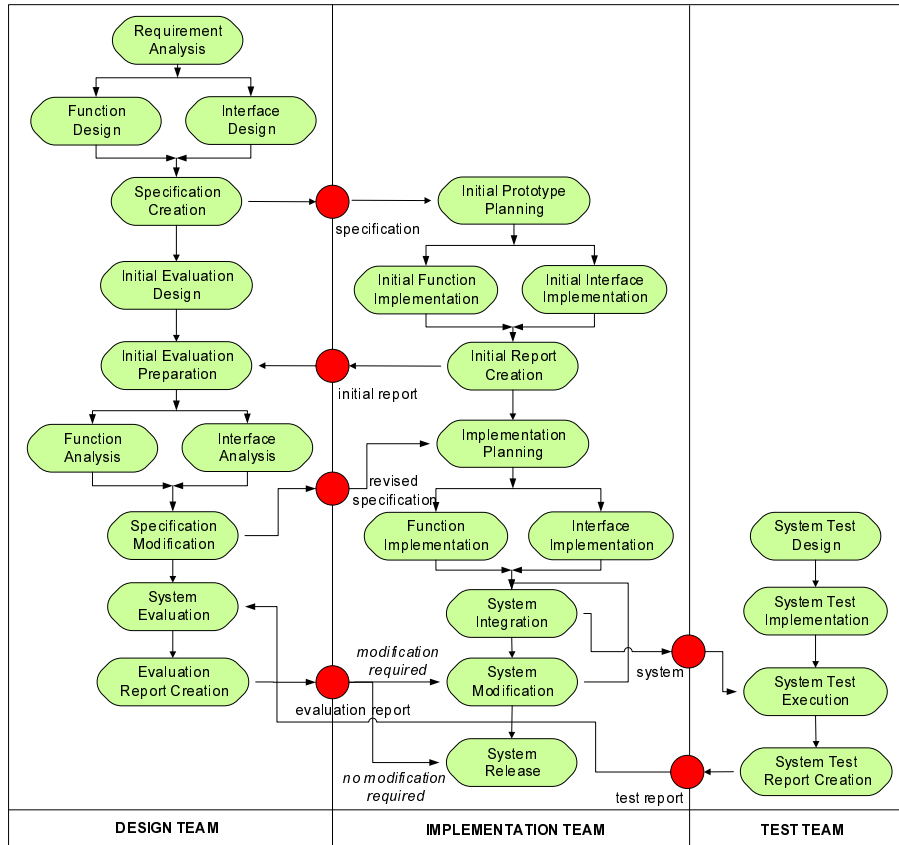 Requirement
Analysis
Function
Design
Interface
Design
Specification
Creation
specification
Initial Evaluation
Design
Initial Evaluation
Preparation
initial report
Function
Analysis
Interface
Analysis
revised
specification
Specification
Modification
System
Evaluation
Evaluation
Report Creation
evaluation report
Initial Prototype
Planning
Initial Function
Implementation
Initial Interface
Implementation
Initial Report
Creation
Implementation
Planning
Function
Implementation
Interface
Implementation
System
Integration
modification
required
System
Modification
system
System
Release
no modification
required
System Test
Design
System Test
Implementation
System Test
Execution
System Test
Report Creation
test report
DESIGN TEAM
IMPLEMENTATION TEAM
TEST TEAM